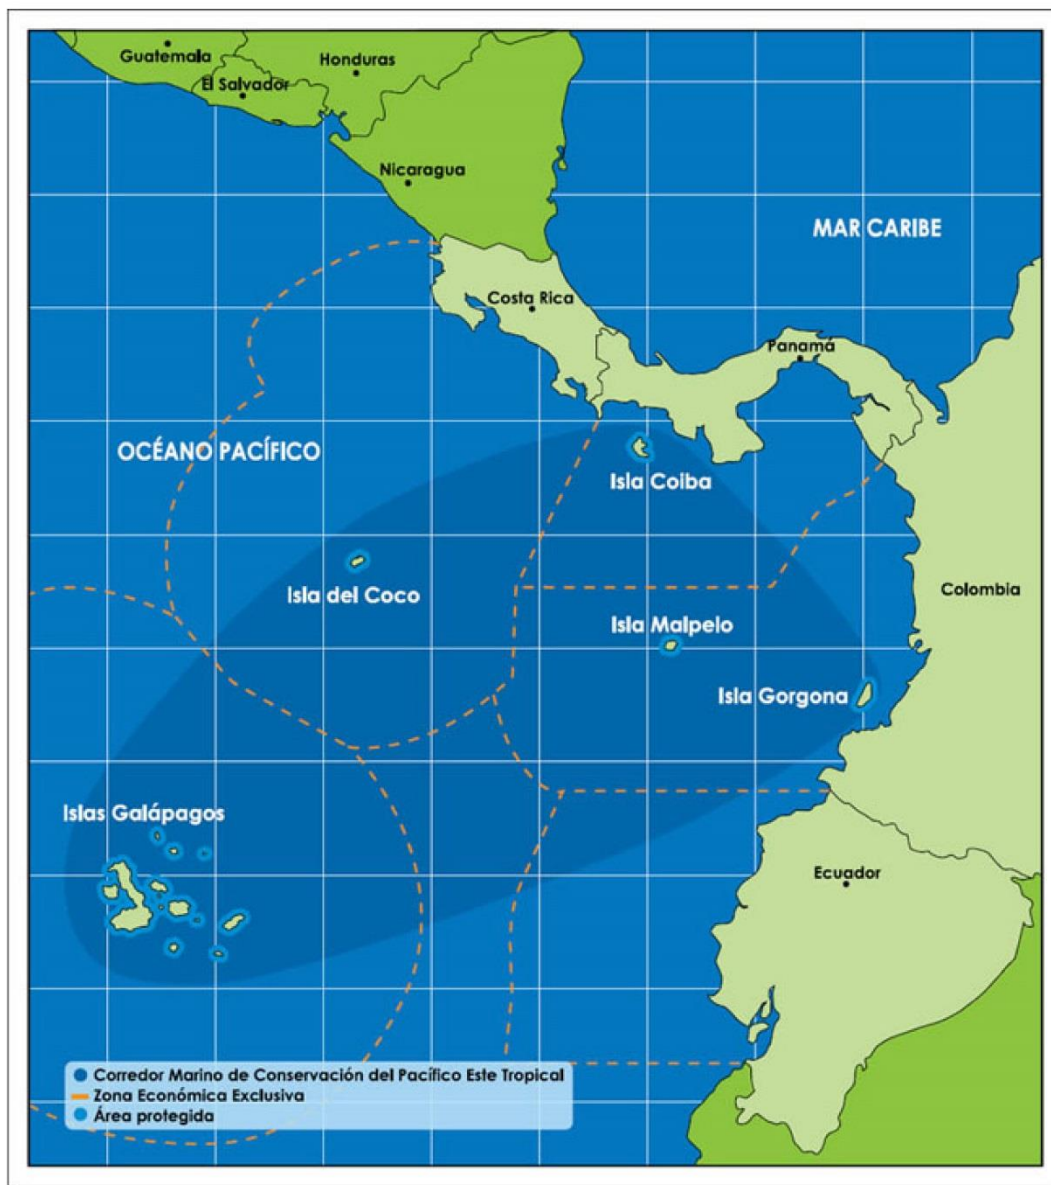 Guatemala
Honduras
El Salvador
Nicaragua
MAR CARIBE
Costa Rica
Panamá
OCÉANO PACÍFICO
Isla Coiba
Isla del Coco
Colombia
Isla Malpelo
Isla Gorgona
Islas Galápagos
Ecuador
Corredor Marino de Conservación del Pacífico Este Tropical
Zona Económica Exclusiva
Área protegida